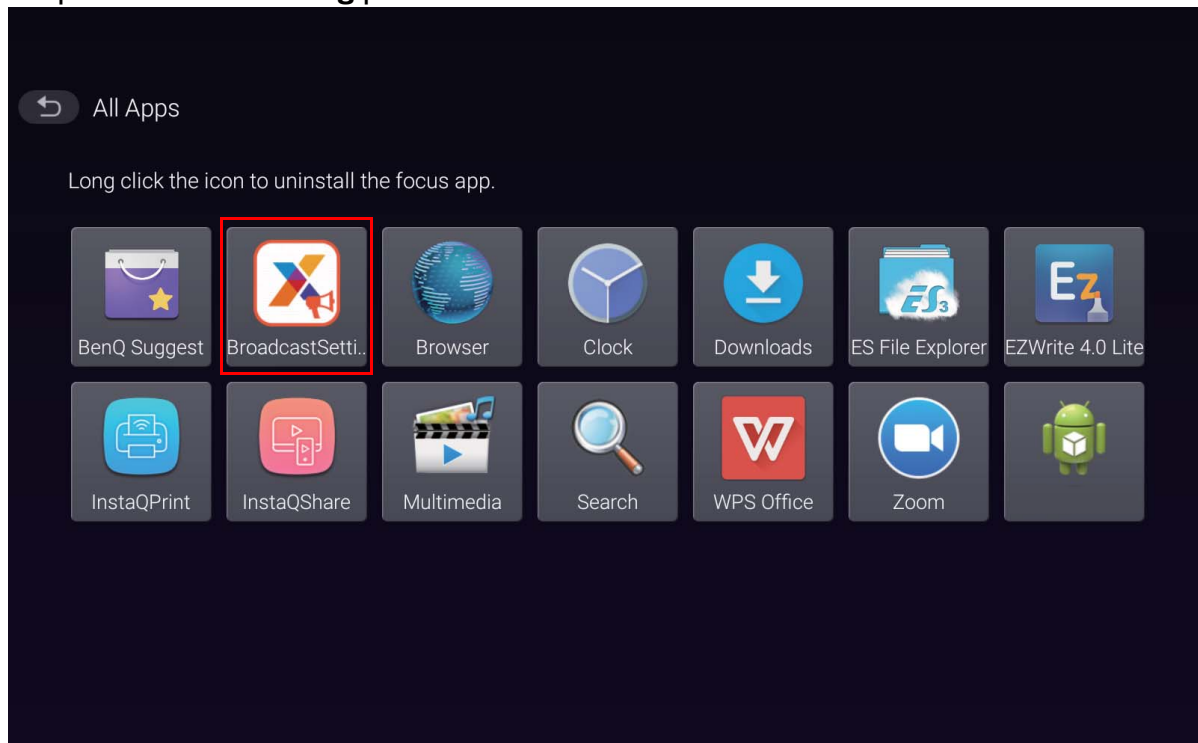 All Apps
Long click the icon to uninstall the focus app.
BenQ Suggest BroadcastSetti.. Browser Clock Downloads ES File Explorer EZWrite 4.0 Lite
InstaQPrint InstaQShare Multimedia Search WPS Office Zoom